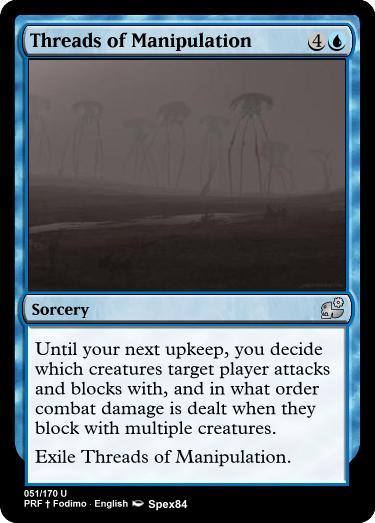 Threads of Manipulation 4
Sorcery
Until your next upkeep, you decide
which creatures target player attacks
and blocks with, and in what order
combat damage is dealt when they
block with multiple creatures.
Exile Threads of Manipulation.
051/170 U
PRF † Fodimo · English Spex84